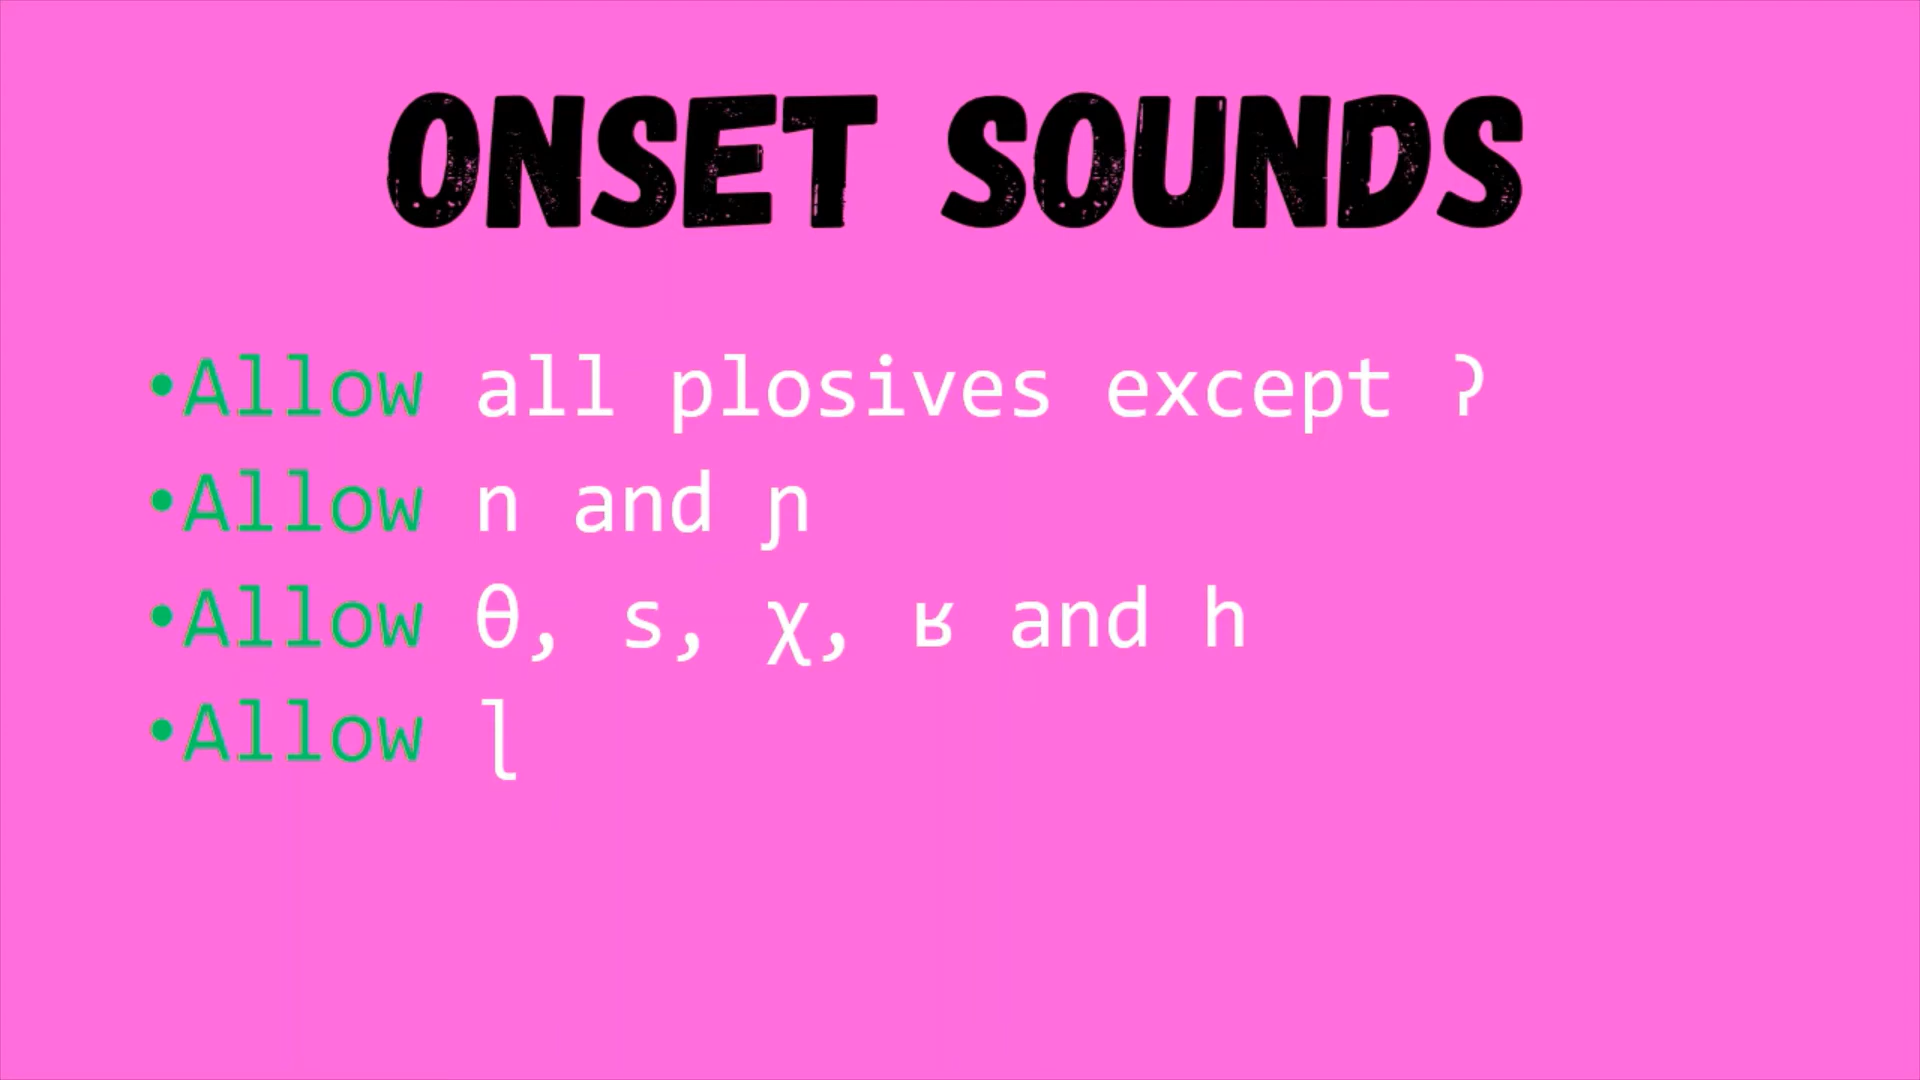 ONSET SOUNDS
•Allow all plosives except ʔ
•Allow n and ɲ
•Allow θ, s, χ, ʁ and h
•Allow ɭ